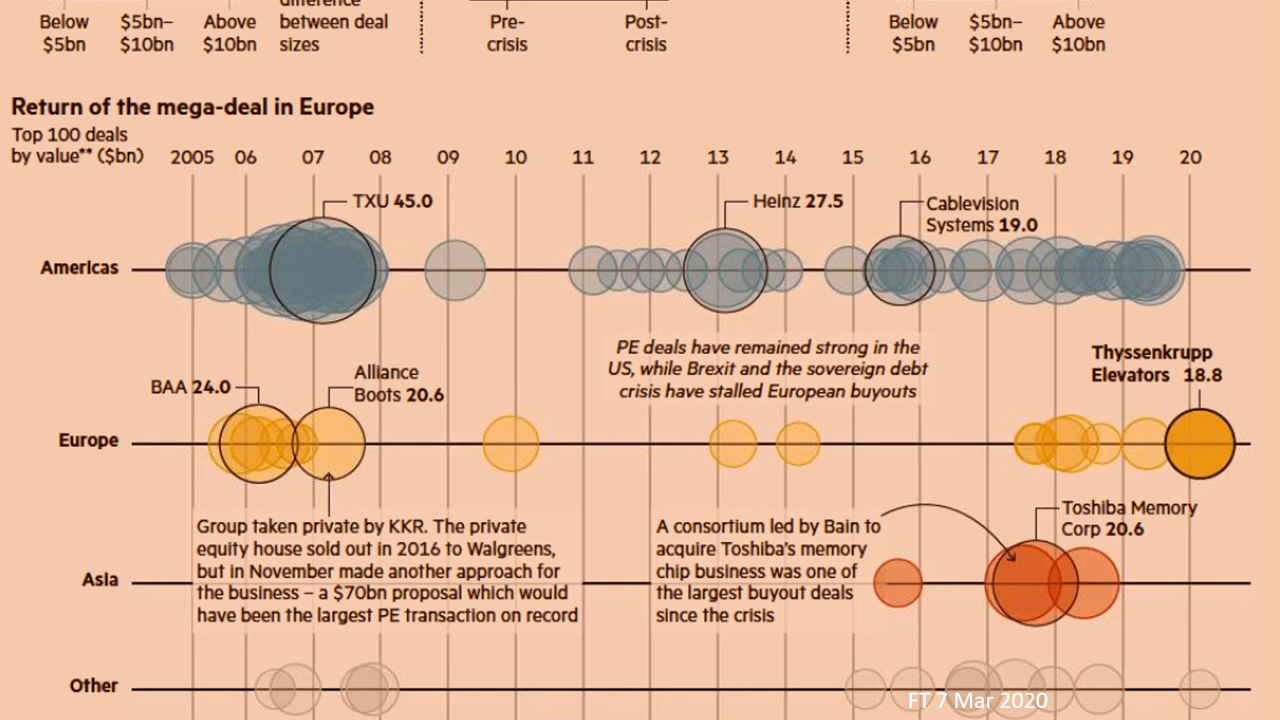 difference
between deal
sizes
Below
$5bn
$5bn–
$10bn
Above
$10bn
Pre-
crisis
Post-
crisis
Below
$5bn
$5bn–
$10bn
Above
$10bn
Return of the mega-deal in Europe
Top 100 deals
by value** ($bn)
2005 06 07 08 09 10 11 12 13 14 15 16 17 18 19 20
TXU 45.0
Heinz 27.5
Cablevision
Systems 19.0
Americas
PE deals have remained strong in the
US, while Brexit and the sovereign debt
crisis have stalled European buyouts
Thyssenkrupp
Elevators 18.8
BAA 24.0
Alliance
Boots 20.6
Europe
Group taken private by KKR. The private
equity house sold out in 2016 to Walgreens,
but in November made another approach for
the business – a $70bn proposal which would
have been the largest PE transaction on record
A consortium led by Bain to
acquire Toshiba's memory
chip business was one of
the largest buyout deals
since the crisis
Toshiba Memory
Corp 20.6
Asia
Other
FT 7 Mar 2020